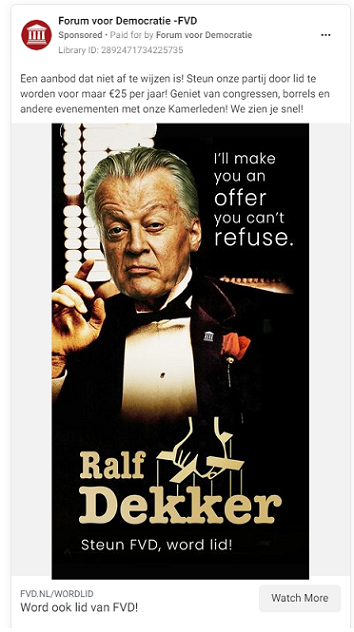 Forum voor Democratie -FVD
Sponsored • Paid for by Forum voor Democratie
Library ID: 2892471734225735
Een aanbod dat niet af te wijzen is! Steun onze partij door lid te
worden voor maar €25 per jaar! Geniet van congressen, borrels en
andere evenementen met onze Kamerleden! We zien je snel!
I'll make
you an
offer
you can't
refuse.
Ralf
Dekker
Steun FVD, word lid!
FVD.NL/WORDLID
Word ook lid van FVD!
Watch More